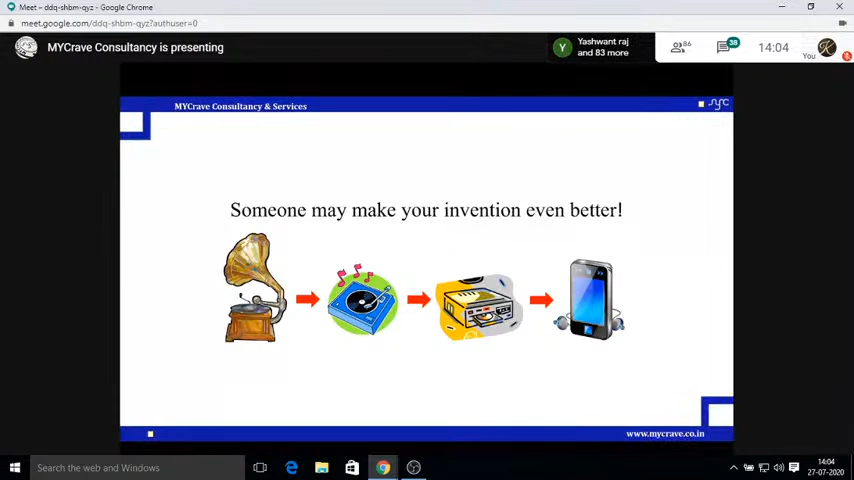 Meet – ddq-shbm-qyz - Google Chrome
meet.google.com/ddq-shbm-qyz?authuser=0
MYCrave Consultancy is presenting
Y
Yashwant raj
and 83 more
86
38
14:04
You
MYCrave Consultancy & Services
Someone may make your invention even better!
www.mycrave.co.in
Search the web and Windows
14:04
27-07-2020